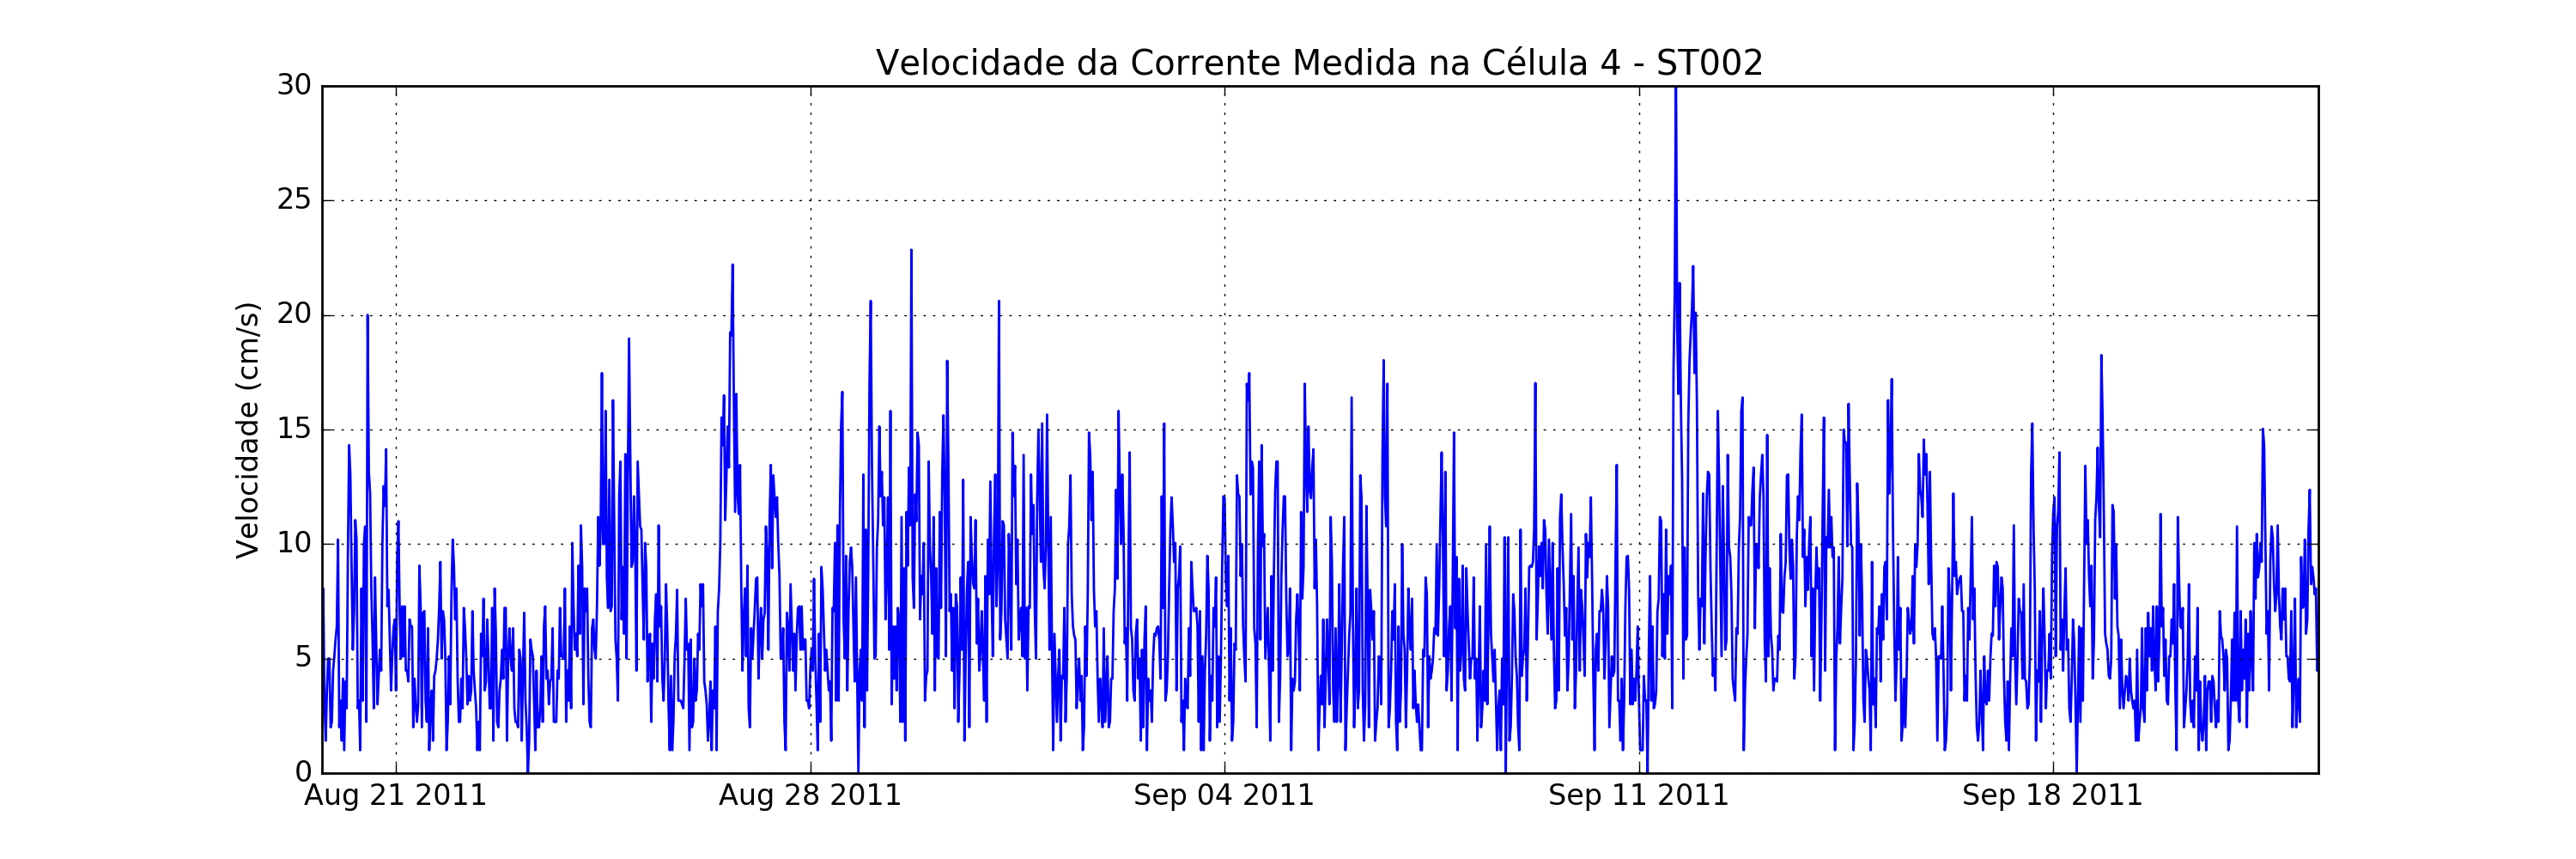 Velocidade da Corrente Medida na Célula 4 - ST002
30
25
20
15
10
5
0
Velocidade (cm/s)
Aug 21 2011
Aug 28 2011
Sep 04 2011
Sep 11 2011
Sep 18 2011